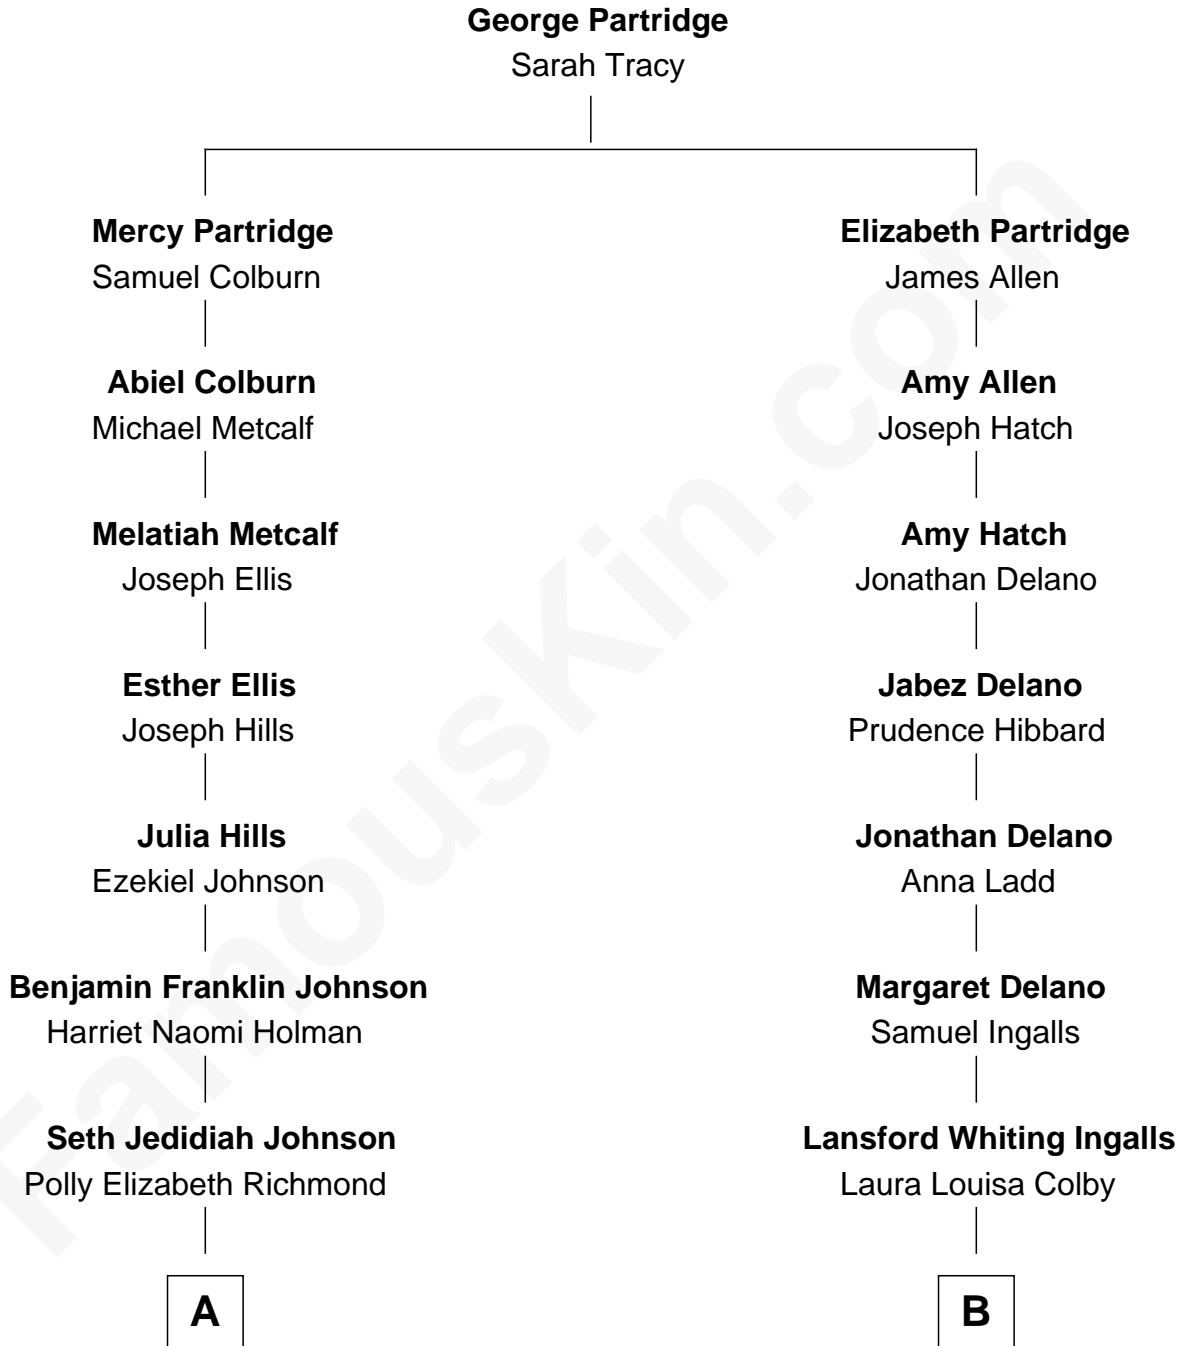 George Partridge
Sarah Tracy
Mercy Partridge
Samuel Colburn
Abiel Colburn
Michael Metcalf
Melatiah Metcalf
Joseph Ellis
Esther Ellis
Joseph Hills
Julia Hills
Ezekiel Johnson
Benjamin Franklin Johnson
Harriet Naomi Holman
Seth Jedidiah Johnson
Polly Elizabeth Richmond
A
Elizabeth Partridge
James Allen
Amy Allen
Joseph Hatch
Amy Hatch
Jonathan Delano
Jabez Delano
Prudence Hibbard
Jonathan Delano
Anna Ladd
Margaret Delano
Samuel Ingalls
Lansford Whiting Ingalls
Laura Louisa Colby
B
FamousKin.com